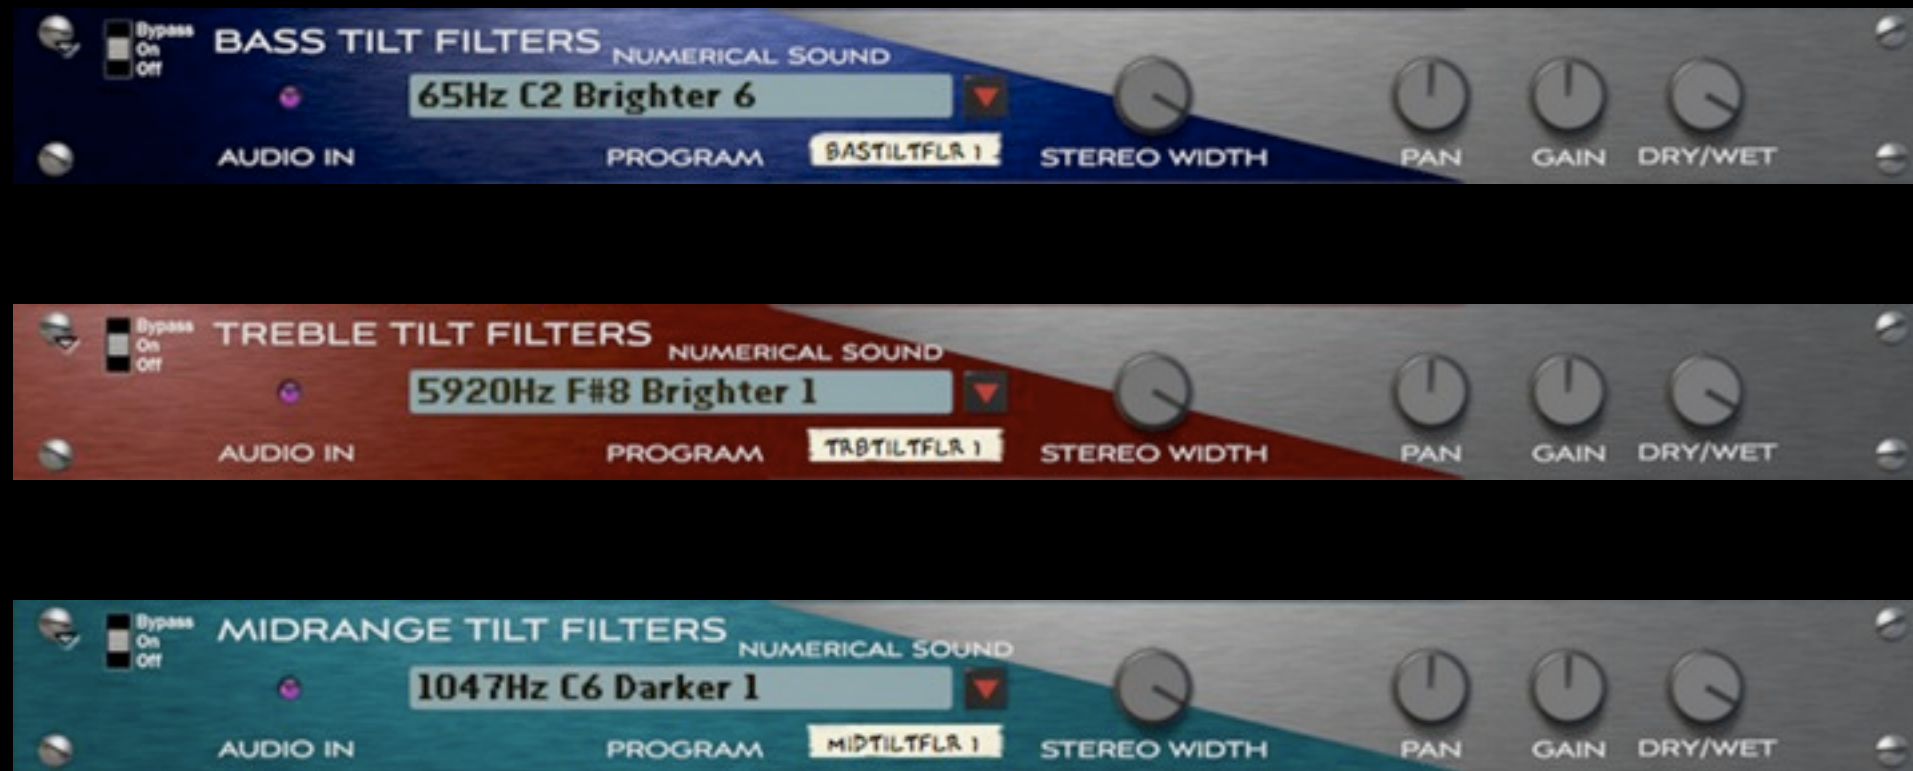 Bypass
On
Off
BASS TILT FILTERS
NUMERICAL SOUND
65Hz C2 Brighter 6
AUDIO IN
PROGRAM
BASTILTFLR 1
STEREO WIDTH
PAN
GAIN
DRY/WET
Bypass
On
Off
TREBLE TILT FILTERS
NUMERICAL SOUND
5920Hz F#8 Brighter 1
AUDIO IN
PROGRAM
TRBTILTFLR 1
STEREO WIDTH
PAN
GAIN
DRY/WET
Bypass
On
Off
MIDRANGE TILT FILTERS
NUMERICAL SOUND
1047Hz C6 Darker 1
AUDIO IN
PROGRAM
MIDTILTFLR 1
STEREO WIDTH
PAN
GAIN
DRY/WET